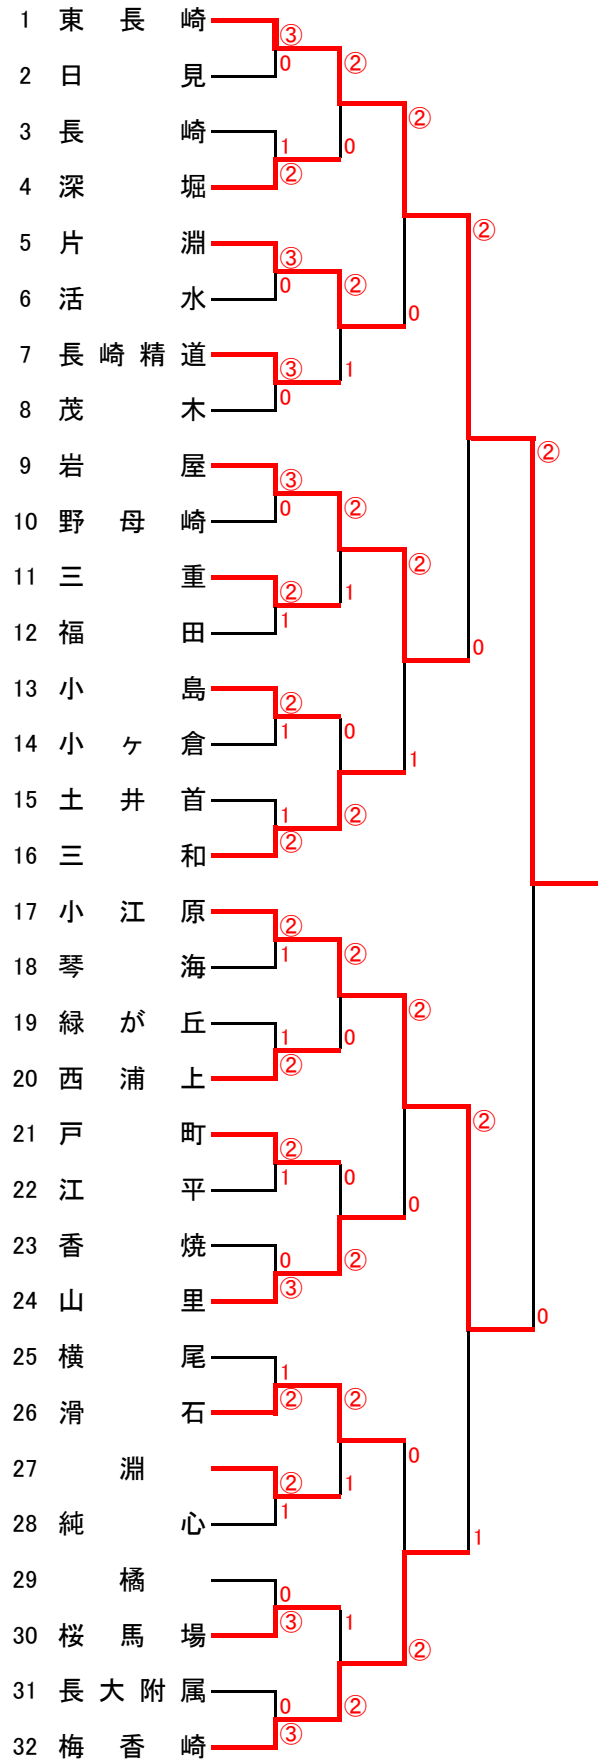 1 東長崎
③
0
②
2 日見
②
3 長崎
1
0
4 深堀
②
5 片淵
②
③
0
②
6 活水
0
7 長崎精道
③
1
0
8 茂木
②
9 岩屋
③
0
②
10 野母崎
②
11 三重
②
1
1
12 福田
0
13 小島
②
1
0
14 小ヶ倉
1
15 土井首
1
②
②
16 三和
17 小江原
②
1
②
18 琴海
②
19 緑が丘
1
0
②
20 西浦上
②
21 戸町
②
1
0
22 江平
0
23 香焼
0
②
③
24 山里
0
25 横尾
1
②
②
26 滑石
0
27 淵
②
1
1
28 純心
1
29 橘
0
③
1
30 桜馬場
②
31 長大附属
0
②
③
32 梅香崎